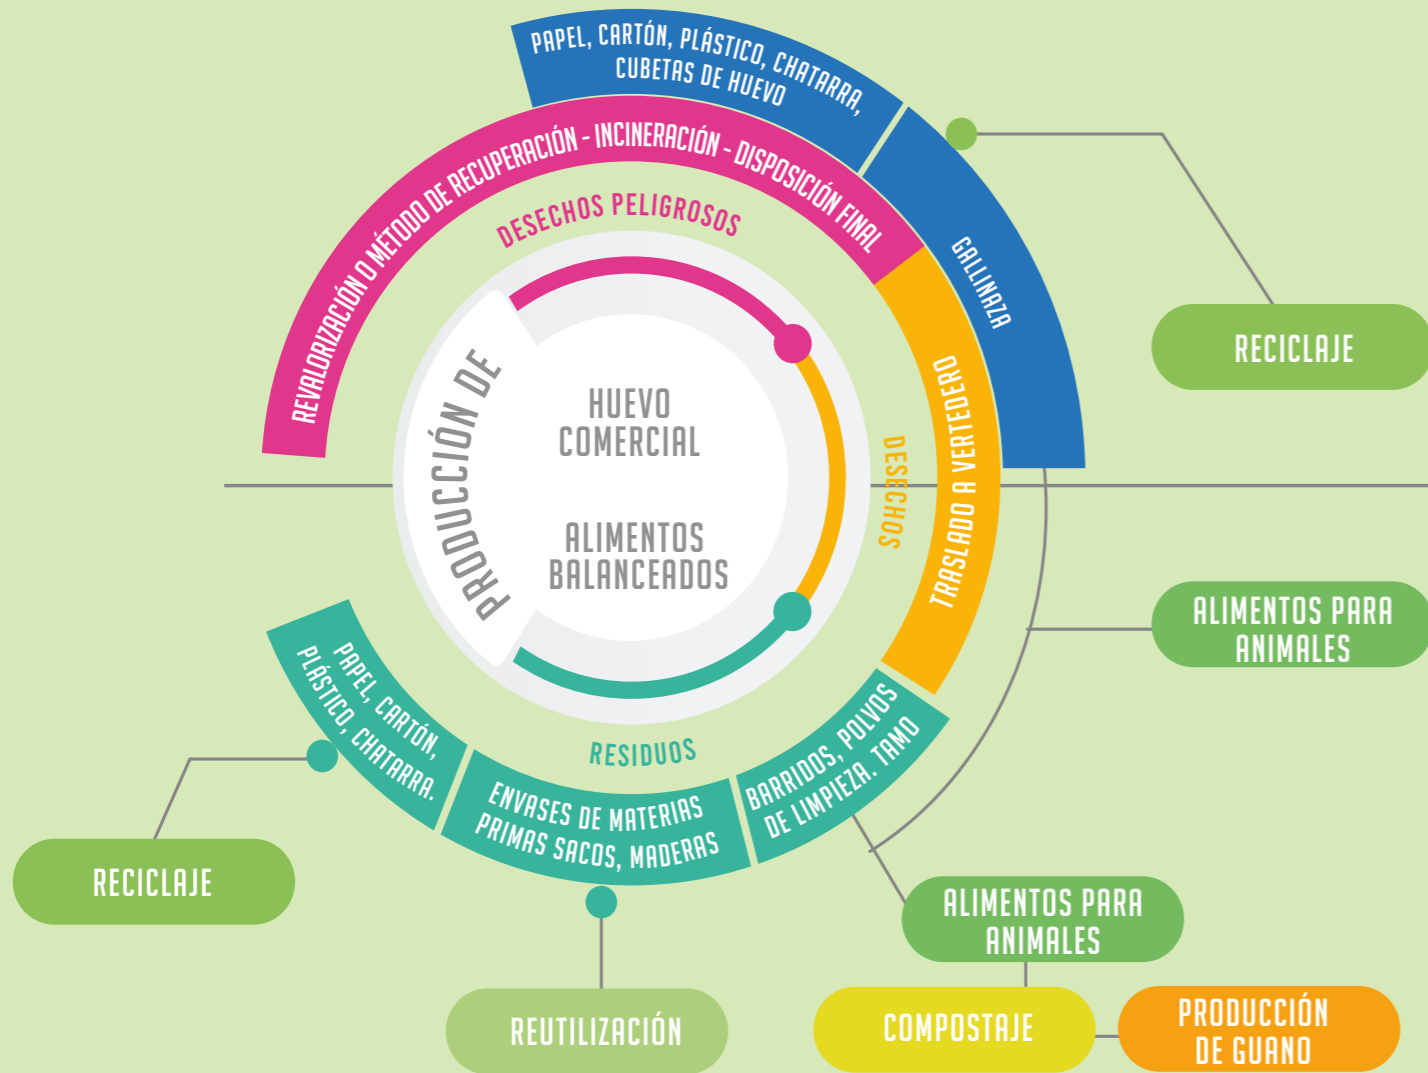 PAPEL, CARTÓN, PLÁSTICO, CHATARRA,
CUBETAS DE HUEVO
REVALORIZACIÓN O MÉTODO DE RECUPERACIÓN - INCINERACIÓN - DISPOSICIÓN FINAL
DESECHOS PELIGROSOS
GALLINAZA
RECICLAJE
PRODUCCIÓN DE
HUEVO
COMERCIAL
ALIMENTOS
BALANCEADOS
DESECHOS
TRASLADO A VERTEDERO
ALIMENTOS PARA
ANIMALES
RESIDUOS
PAPEL, CARTÓN,
PLÁSTICO, CHATARRA.
ENVASES DE MATERIAS
PRIMAS SACOS, MADERAS
BARRIDOS, POLVOS
DE LIMPIEZA. TAMO
RECICLAJE
REUTILIZACIÓN
ALIMENTOS PARA
ANIMALES
COMPOSTAJE
PRODUCCIÓN
DE GUANO